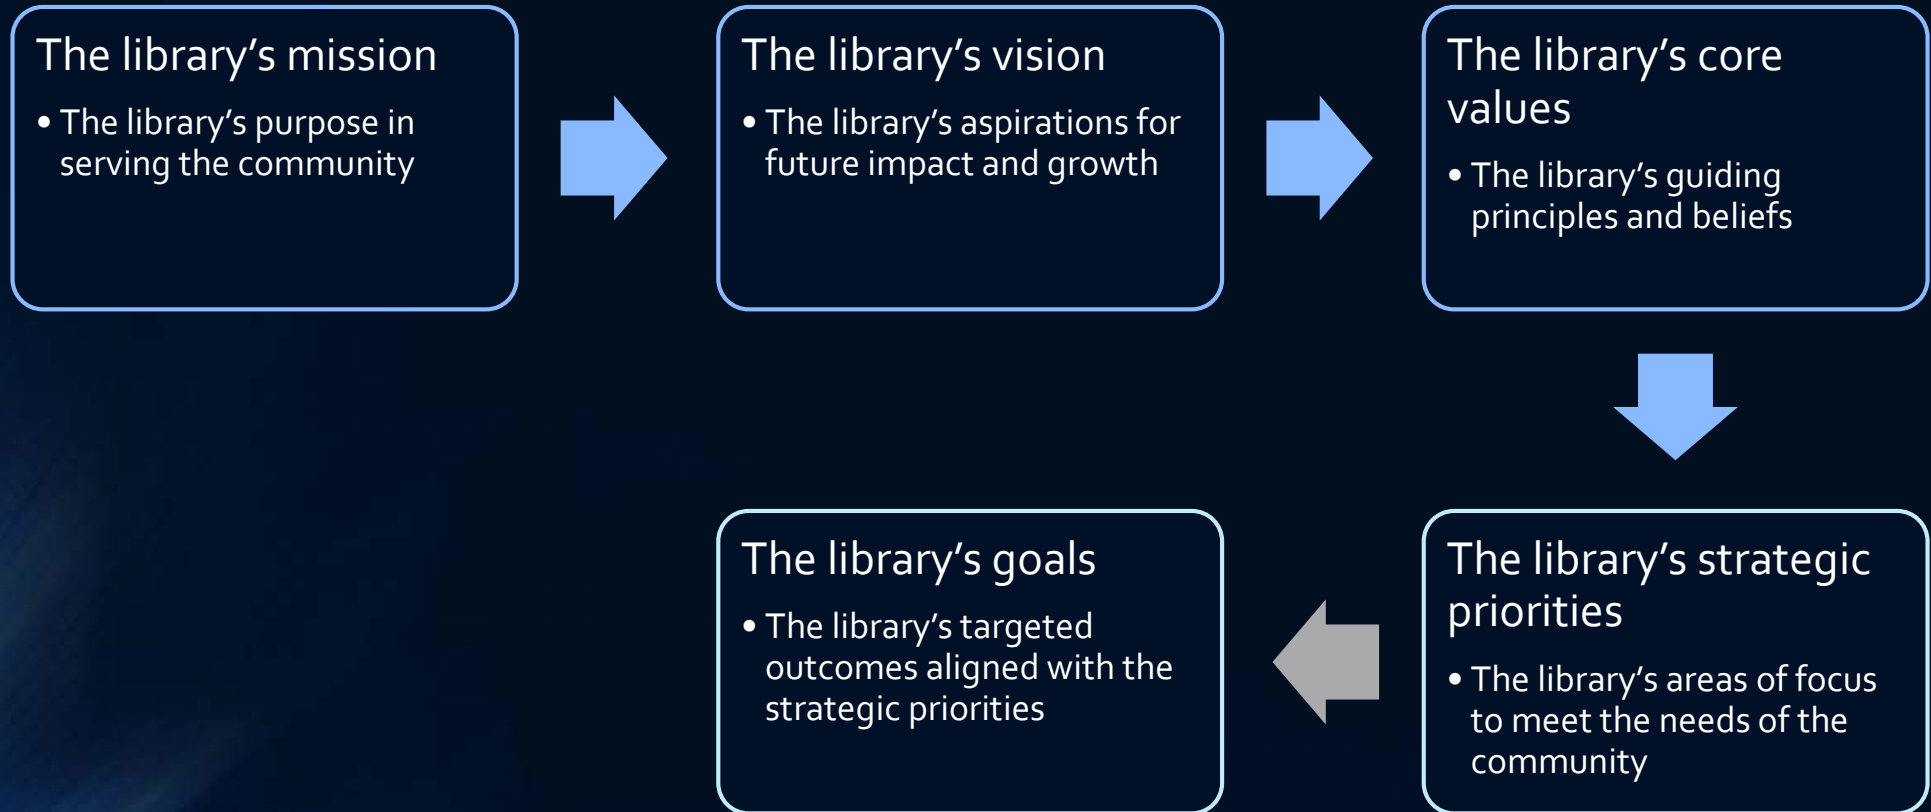 The library’s mission
• The library’s purpose in
serving the community
The library’s vision
• The library’s aspirations for
future impact and growth
The library’s core
values
• The library’s guiding
principles and beliefs
The library’s strategic
priorities
• The library’s areas of focus
to meet the needs of the
community
The library’s goals
• The library’s targeted
outcomes aligned with the
strategic priorities